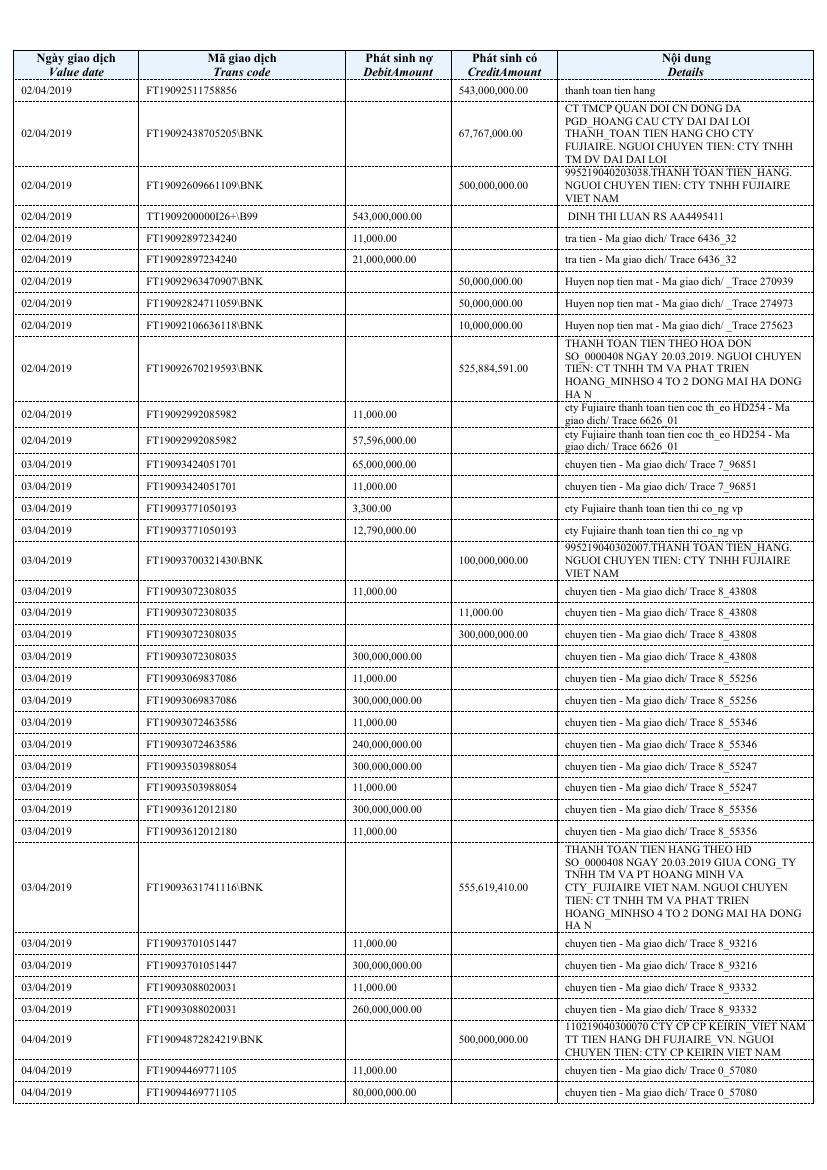 Ngày giao dịch Mã giao dịch Phát sinh nợ Phát sinh có Nội dung
Value date Trans code DebitAmount CreditAmount Details
02/04/2019 FT19092511758856 543,000,000.00 thanh toan tien hang
CT TMCP QUAN DOI CN DONG DA
PGD_HOANG CAU CTY DAI DAI LOI
02/04/2019 FT19092438705205\BNK 67,767,000.00 THANH_TOAN TIEN HANG CHO CTY
FUJIAIRE. NGUOI CHUYEN TIEN: CTY TNHH
TM DV DAI DAI LOI
995219040203038.THANH TOAN TIEN_HANG.
02/04/2019 FT19092609661109\BNK 500,000,000.00 NGUOI CHUYEN TIEN: CTY TNHH FUJIAIRE
VIET NAM
02/04/2019 TT1909200000I26+\B99 543,000,000.00 DINH THI LUAN RS AA4495411
02/04/2019 FT19092897234240 11,000.00 tra tien - Ma giao dich/ Trace 6436_32
02/04/2019 FT19092897234240 21,000,000.00 tra tien - Ma giao dich/ Trace 6436_32
02/04/2019 FT19092963470907\BNK 50,000,000.00 Huyen nop tien mat - Ma giao dich/ _Trace 270939
02/04/2019 FT19092824711059\BNK 50,000,000.00 Huyen nop tien mat - Ma giao dich/ _Trace 274973
02/04/2019 FT19092106636118\BNK 10,000,000.00 Huyen nop tien mat - Ma giao dich/ _Trace 275623
THANH TOAN TIEN THEO HOA DON
SO_0000408 NGAY 20.03.2019. NGUOI CHUYEN
02/04/2019 FT19092670219593\BNK 525,884,591.00 TIEN: CT TNHH TM VA PHAT TRIEN
HOANG_MINHSO 4 TO 2 DONG MAI HA DONG
HA N
02/04/2019 FT19092992085982 11,000.00 cty Fujiaire thanh toan tien coc th_eo HD254 - Ma
giao dich/ Trace 6626_01
02/04/2019 FT19092992085982 57,596,000.00 cty Fujiaire thanh toan tien coc th_eo HD254 - Ma
giao dich/ Trace 6626_01
03/04/2019 FT19093424051701 65,000,000.00 chuyen tien - Ma giao dich/ Trace 7_96851
03/04/2019 FT19093424051701 11,000.00 chuyen tien - Ma giao dich/ Trace 7_96851
03/04/2019 FT19093771050193 3,300.00 cty Fujiaire thanh toan tien thi co_ng vp
03/04/2019 FT19093771050193 12,790,000.00 cty Fujiaire thanh toan tien thi co_ng vp
995219040302007.THANH TOAN TIEN_HANG.
03/04/2019 FT19093700321430\BNK 100,000,000.00 NGUOI CHUYEN TIEN: CTY TNHH FUJIAIRE
VIET NAM
03/04/2019 FT19093072308035 11,000.00 chuyen tien - Ma giao dich/ Trace 8_43808
03/04/2019 FT19093072308035 11,000.00 chuyen tien - Ma giao dich/ Trace 8_43808
03/04/2019 FT19093072308035 300,000,000.00 chuyen tien - Ma giao dich/ Trace 8_43808
03/04/2019 FT19093072308035 300,000,000.00 chuyen tien - Ma giao dich/ Trace 8_43808
03/04/2019 FT19093069837086 11,000.00 chuyen tien - Ma giao dich/ Trace 8_55256
03/04/2019 FT19093069837086 300,000,000.00 chuyen tien - Ma giao dich/ Trace 8_55256
03/04/2019 FT19093072463586 11,000.00 chuyen tien - Ma giao dich/ Trace 8_55346
03/04/2019 FT19093072463586 240,000,000.00 chuyen tien - Ma giao dich/ Trace 8_55346
03/04/2019 FT19093503988054 300,000,000.00 chuyen tien - Ma giao dich/ Trace 8_55247
03/04/2019 FT19093503988054 11,000.00 chuyen tien - Ma giao dich/ Trace 8_55247
03/04/2019 FT19093612012180 300,000,000.00 chuyen tien - Ma giao dich/ Trace 8_55356
03/04/2019 FT19093612012180 11,000.00 chuyen tien - Ma giao dich/ Trace 8_55356
THANH TOAN TIEN HANG THEO HD
SO_0000408 NGAY 20.03.2019 GIUA CONG_TY
TNHH TM VA PT HOANG MINH VA
03/04/2019 FT19093631741116\BNK 555,619,410.00 CTY_FUJIAIRE VIET NAM. NGUOI CHUYEN
TIEN: CT TNHH TM VA PHAT TRIEN
HOANG_MINHSO 4 TO 2 DONG MAI HA DONG
HA N
03/04/2019 FT19093701051447 11,000.00 chuyen tien - Ma giao dich/ Trace 8_93216
03/04/2019 FT19093701051447 300,000,000.00 chuyen tien - Ma giao dich/ Trace 8_93216
03/04/2019 FT19093088020031 11,000.00 chuyen tien - Ma giao dich/ Trace 8_93332
03/04/2019 FT19093088020031 260,000,000.00 chuyen tien - Ma giao dich/ Trace 8_93332
110219040300070 CTY CP CP KEIRIN_VIET NAM
04/04/2019 FT19094872824219\BNK 500,000,000.00 TT TIEN HANG DH FUJIAIRE_VN. NGUOI
CHUYEN TIEN: CTY CP KEIRIN VIET NAM
04/04/2019 FT19094469771105 11,000.00 chuyen tien - Ma giao dich/ Trace 0_57080
04/04/2019 FT19094469771105 80,000,000.00 chuyen tien - Ma giao dich/ Trace 0_57080